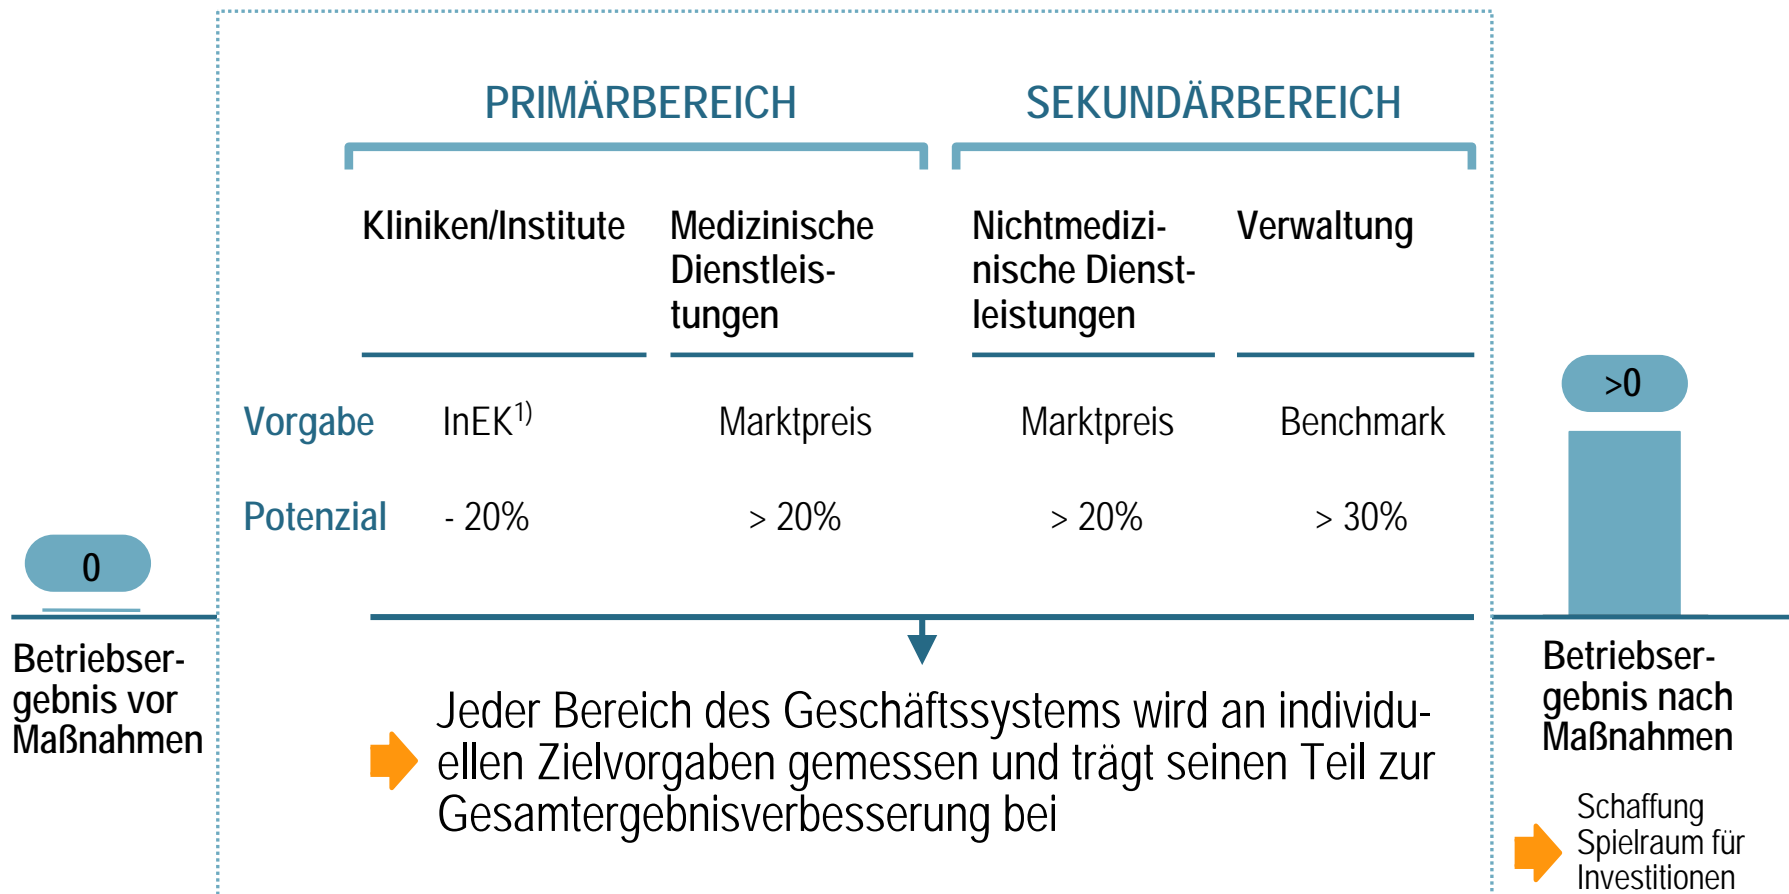 PRIMÄRBEREICH
SEKUNDÄRBEREICH
Kliniken/Institute
Medizinische
Dienstleis-
tungen
Nichtmedizi-
nische Dienst-
leistungen
Verwaltung
Vorgabe
InEK1)
Marktpreis
Marktpreis
Benchmark
Potenzial
- 20%
> 20%
> 20%
> 30%
0
Betriebser-
gebnis vor
Maßnahmen
Jeder Bereich des Geschäftssystems wird an individu-
ellen Zielvorgaben gemessen und trägt seinen Teil zur
Gesamtergebnisverbesserung bei
>0
Betriebser-
gebnis nach
Maßnahmen
Schaffung
Spielraum für
Investitionen